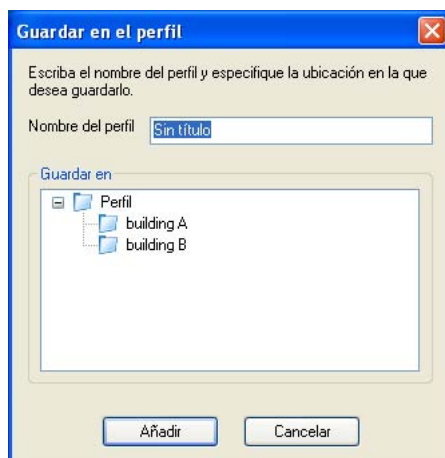 Guardar en el perfil
Escriba el nombre del perfil y especifique la ubicación en la que
desea guardarlo.
Nombre del perfil Sin título
Guardar en
Perfil
building A
building B
Añadir Cancelar